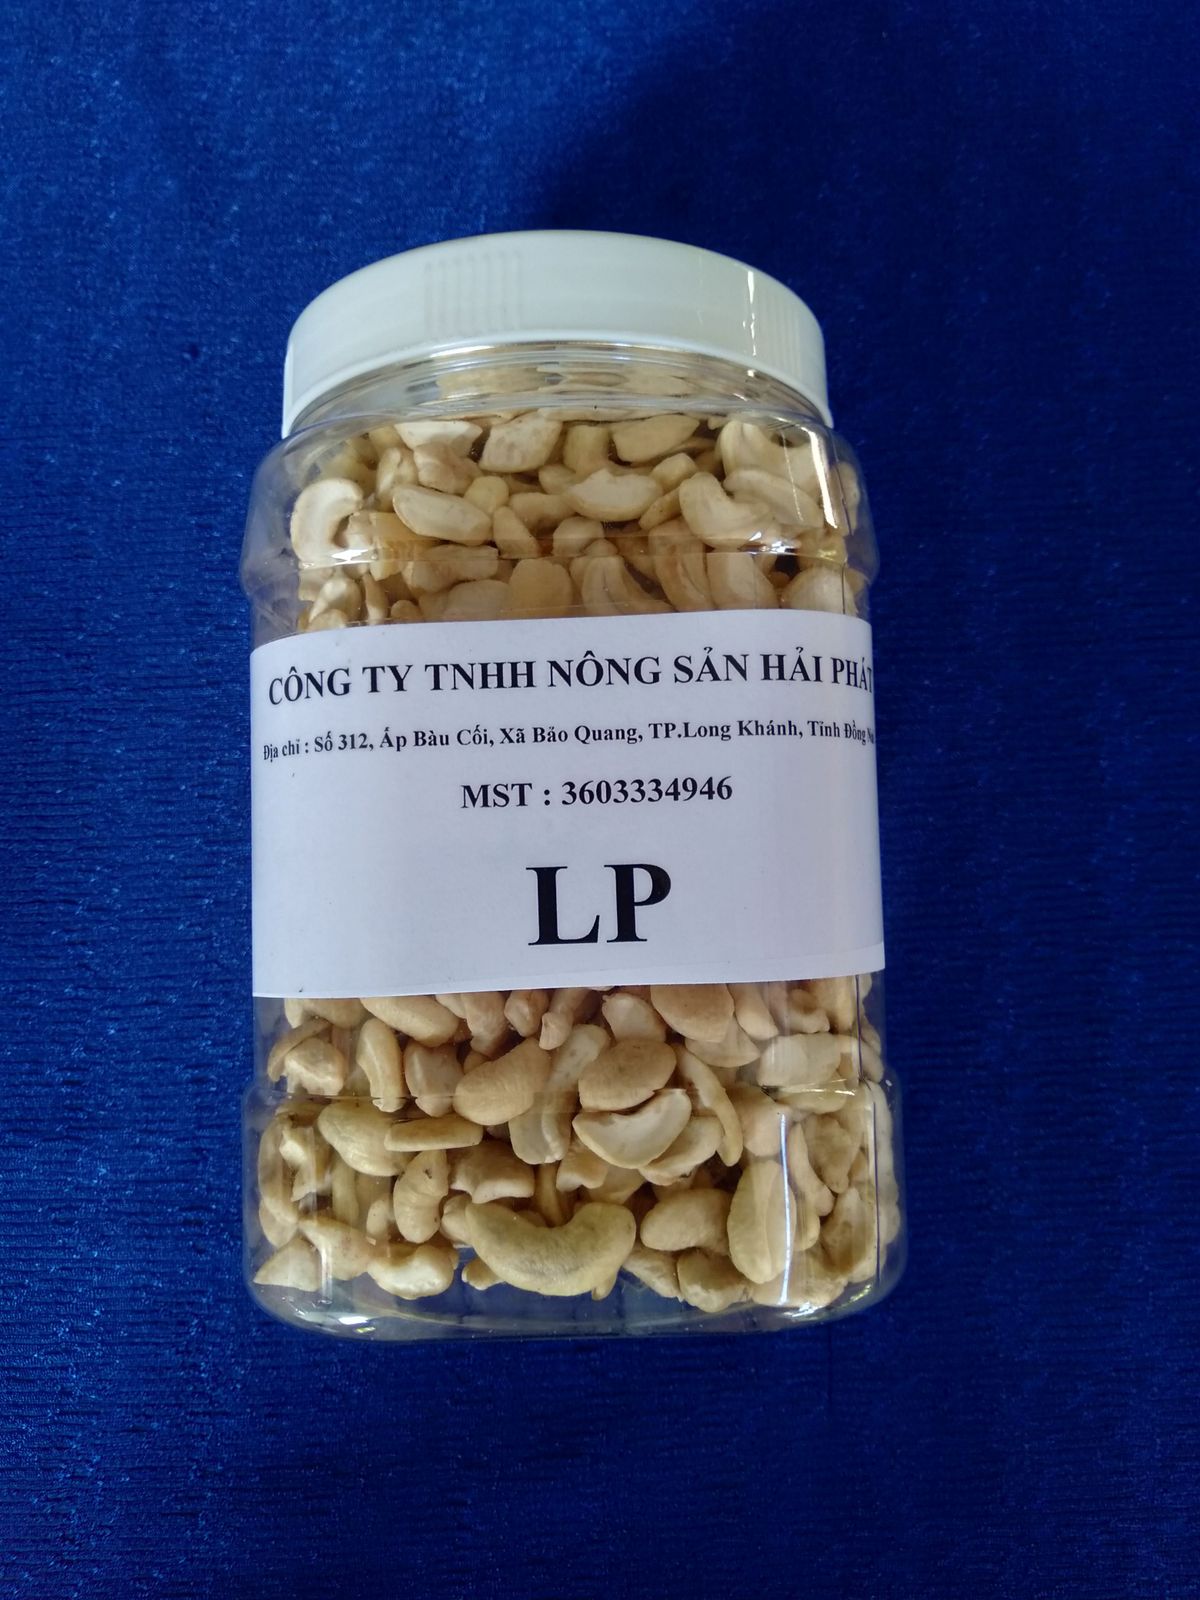 CÔNG TY TNHH NÔNG SẢN HẢI PHÁT
Địa chỉ : Số 312, Ấp Bàu Cối, Xã Bảo Quang, TP.Long Khánh, Tỉnh Đồng
MST : 3603334946
LP